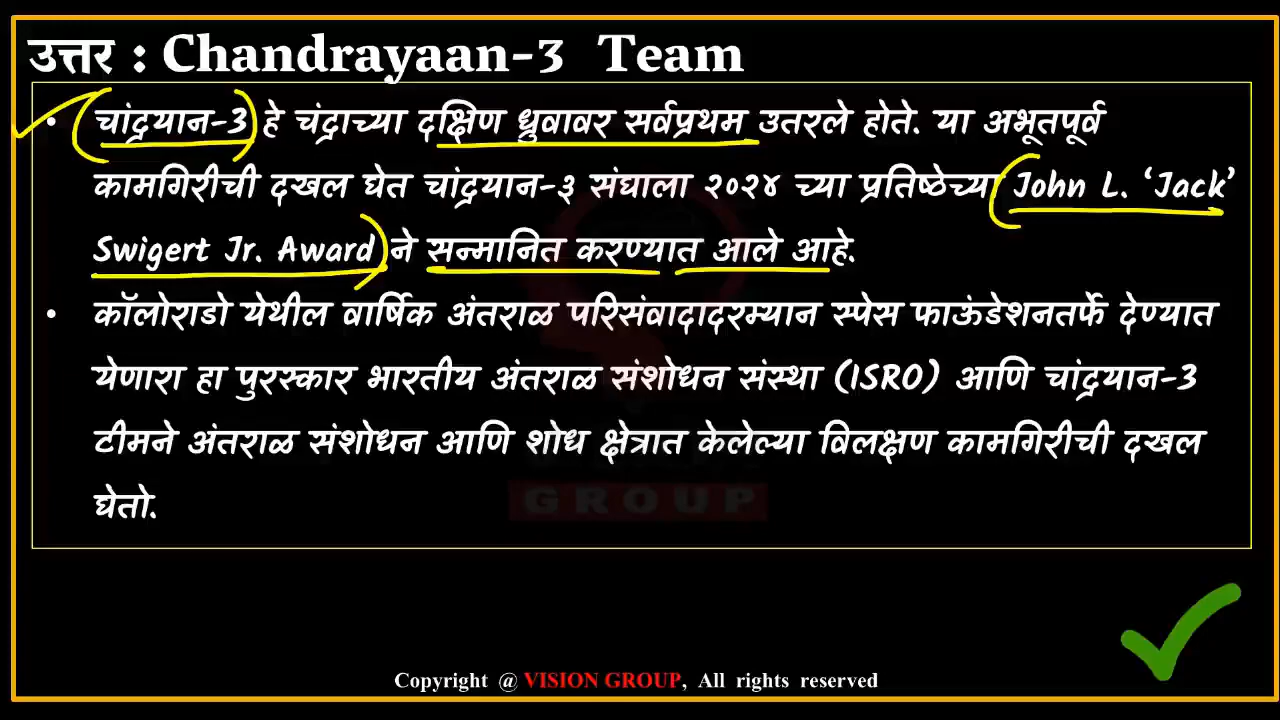 उत्तर : Chandrayaan-3 Team
• चांद्रयान-3 हे चंद्राच्या दक्षिण ध्रुवावर सर्वप्रथम उतरले होते. या अभूतपूर्व
कामगिरीची दखल घेत चांद्रयान-३ संघाला २०२४ च्या प्रतिष्ठेच्या John L. ‘Jack’
Swigert Jr. Award ने सन्मानित करण्यात आले आहे.
• कॉलोराडो येथील वार्षिक अंतराळ परिसंवादादरम्यान स्पेस फाऊंडेशनतर्फे देण्यात
येणारा हा पुरस्कार भारतीय अंतराळ संशोधन संस्था (ISRO) आणि चांद्रयान-3
टीमने अंतराळ संशोधन आणि शोध क्षेत्रात केलेल्या विलक्षण कामगिरीची दखल
घेतो.
GROUP
Copyright @ VISION GROUP, All rights reserved